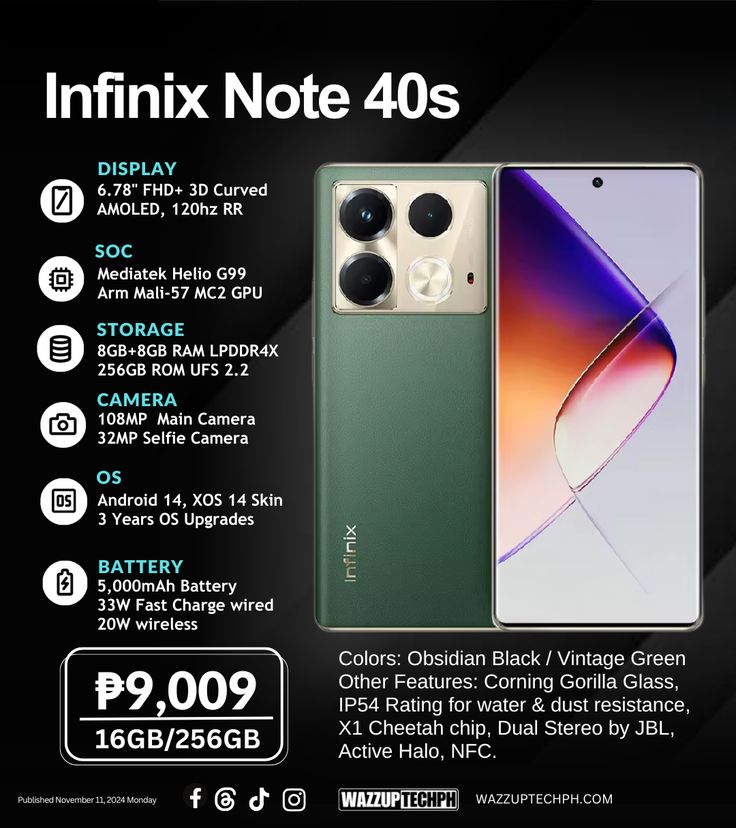 Infinix Note 40s
DISPLAY
6.78" FHD+ 3D Curved
AMOLED, 120hz RR
SOC
Mediatek Helio G99
Arm Mali-57 MC2 GPU
STORAGE
8GB+8GB RAM LPDDR4X
256GB ROM UFS 2.2
CAMERA
108MP Main Camera
32MP Selfie Camera
OS
OS
Android 14, XOS 14 Skin
3 Years OS Upgrades
BATTERY
5,000mAh Battery
33W Fast Charge wired
20W wireless
Infinix
₱9,009
16GB/256GB
Colors: Obsidian Black / Vintage Green
Other Features: Corning Gorilla Glass,
IP54 Rating for water & dust resistance,
X1 Cheetah chip, Dual Stereo by JBL,
Active Halo, NFC.
Published November 11, 2024 Monday
WAZZUPTECHPH
WAZZUPTECHPH.COM